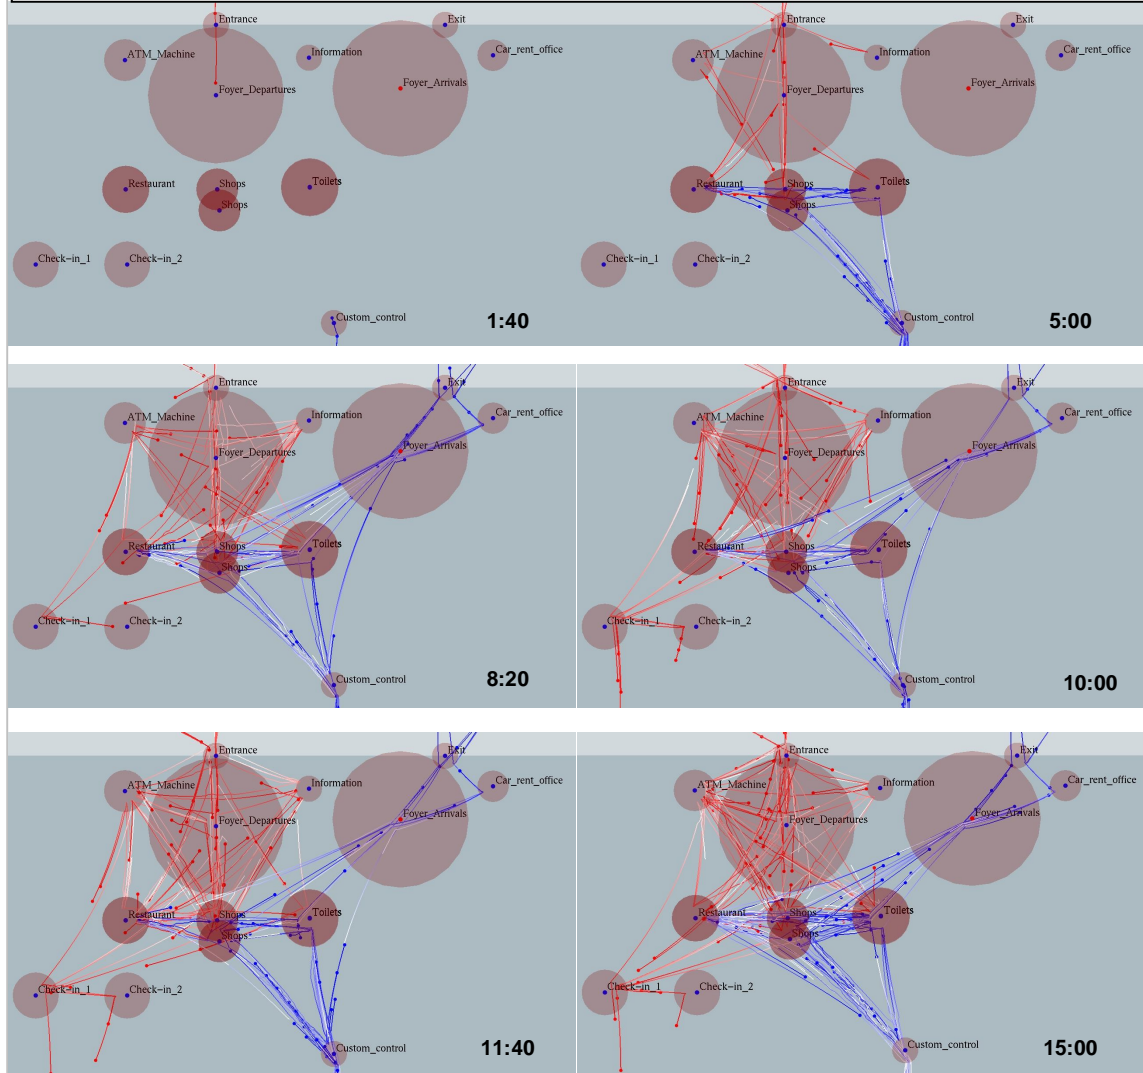 Entrance
Exit
ATM_Machine
Information
Car_rent_office
Foyer_Departures
Foyer_Arrivals
Restaurant
Shops
Toilets
Shops
Check-in_1
Check-in_2
Custom_control
1:40
Entrance
Exit
ATM_Machine
Information
Car_rent_office
Foyer_Departures
Foyer_Arrivals
Restaurant
Shops
Toilets
Shops
Check-in_1
Check-in_2
Custom_control
5:00
Entrance
Exit
ATM_Machine
Information
Car_rent_office
Foyer_Departures
Foyer_Arrivals
Restaurant
Shops
Toilets
Shops
Check-in_1
Check-in_2
Custom_control
8:20
Entrance
Exit
ATM_Machine
Information
Car_rent_office
Foyer_Departures
Foyer_Arrivals
Restaurant
Shops
Toilets
Shops
Check-in_1
Check-in_2
Custom_control
10:00
Entrance
Exit
ATM_Machine
Information
Car_rent_office
Foyer_Departures
Foyer_Arrivals
Restaurant
Shops
Toilets
Shops
Check-in_1
Check-in_2
Custom_control
11:40
Entrance
Exit
ATM_Machine
Information
Car_rent_office
Foyer_Departures
Foyer_Arrivals
Restaurant
Shops
Toilets
Shops
Check-in_1
Check-in_2
Custom_control
15:00